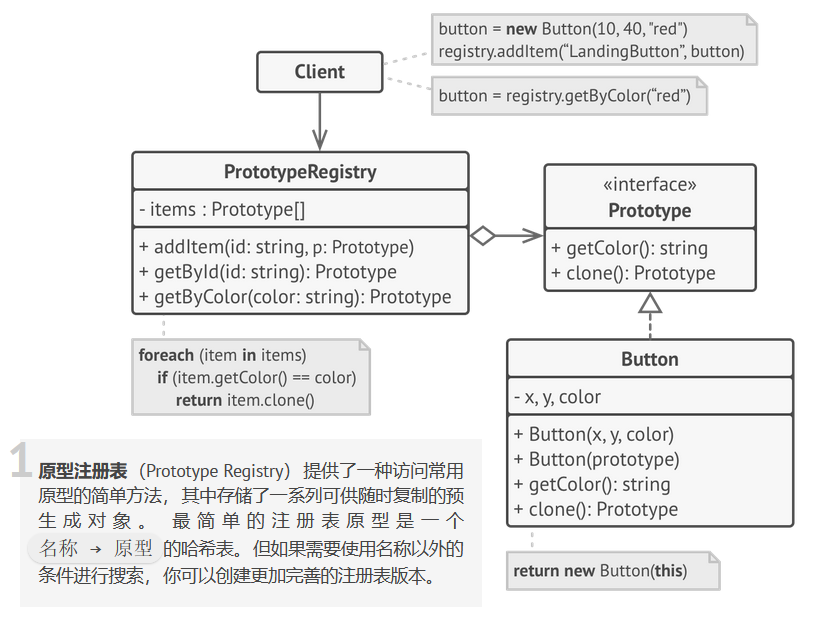 button = new Button(10, 40, "red")
registry.addItem(“LandingButton”, button)
Client
button = registry.getByColor(“red”)
PrototypeRegistry
- items : Prototype[]
+ addItem(id: string, p: Prototype)
+ getById(id: string): Prototype
+ getByColor(color: string): Prototype
«interface»
Prototype
+ getColor(): string
+ clone(): Prototype
foreach (item in items)
if (item.getColor() == color)
return item.clone()
Button
- x, y, color
+ Button(x, y, color)
+ Button(prototype)
+ getColor(): string
+ clone(): Prototype
return new Button(this)
1
原型注册表（Prototype Registry）提供了一种访问常用
原型的简单方法，其中存储了一系列可供随时复制的预
生成对象。 最简单的注册表原型是一个
名称 → 原型 的哈希表。但如果需要使用名称以外的
条件进行搜索，你可以创建更加完善的注册表版本。